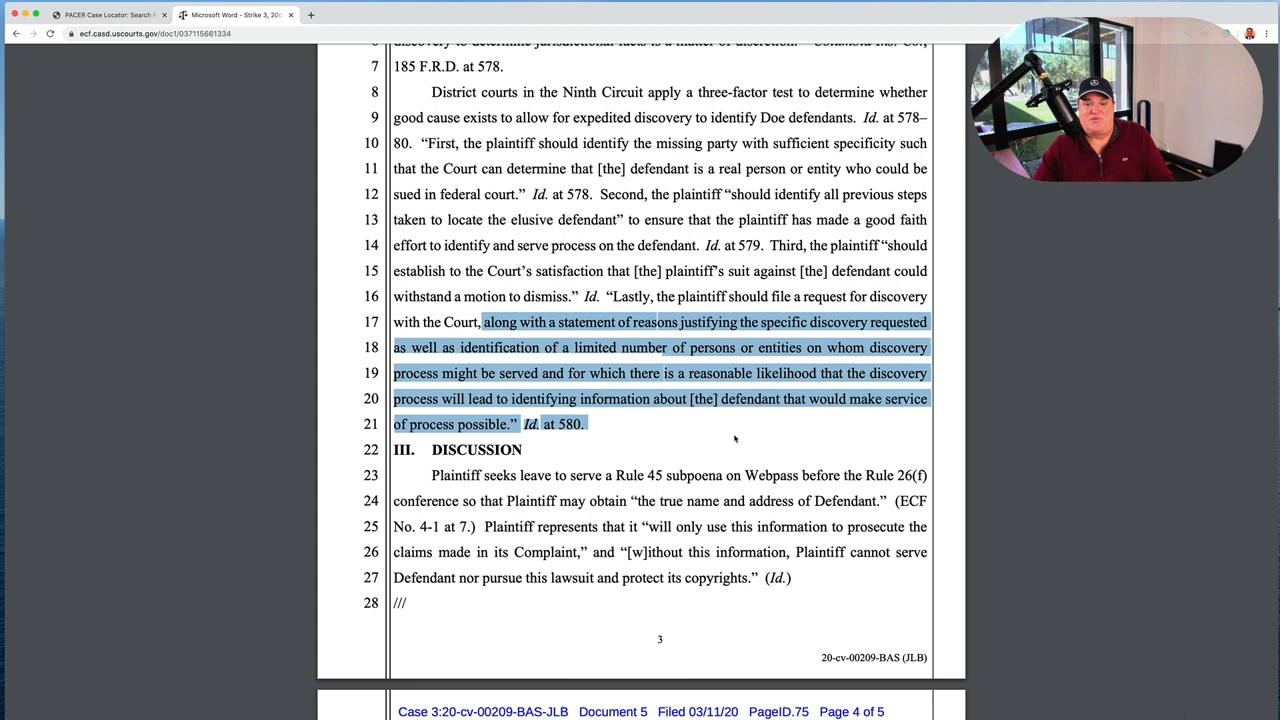 PACER Case Locator: Search
Microsoft Word - Strike 3, 20c
ecf.casd.uscourts.gov/doc1/037115661334
discovery to determine jurisdictional facts is a matter of discretion." Columbia Ins. Co.,
7 185 F.R.D. at 578.
8 District courts in the Ninth Circuit apply a three-factor test to determine whether
9 good cause exists to allow for expedited discovery to identify Doe defendants. Id. at 578–
10 80. “First, the plaintiff should identify the missing party with sufficient specificity such
11 that the Court can determine that [the] defendant is a real person or entity who could be
12 sued in federal court.” Id. at 578. Second, the plaintiff “should identify all previous steps
13 taken to locate the elusive defendant” to ensure that the plaintiff has made a good faith
14 effort to identify and serve process on the defendant. Id. at 579. Third, the plaintiff “should
15 establish to the Court’s satisfaction that [the] plaintiff’s suit against [the] defendant could
16 withstand a motion to dismiss.” Id. “Lastly, the plaintiff should file a request for discovery
17 with the Court, along with a statement of reasons justifying the specific discovery requested
18 as well as identification of a limited number of persons or entities on whom discovery
19 process might be served and for which there is a reasonable likelihood that the discovery
20 process will lead to identifying information about [the] defendant that would make service
21 of process possible.” Id. at 580.
22 III. DISCUSSION
23 Plaintiff seeks leave to serve a Rule 45 subpoena on Webpass before the Rule 26(f)
24 conference so that Plaintiff may obtain “the true name and address of Defendant.” (ECF
25 No. 4-1 at 7.) Plaintiff represents that it “will only use this information to prosecute the
26 claims made in its Complaint,” and “[w]ithout this information, Plaintiff cannot serve
27 Defendant nor pursue this lawsuit and protect its copyrights.” (Id.)
28 ///
3
20-cv-00209-BAS (JLB)
Case 3:20-cv-00209-BAS-JLB Document 5 Filed 03/11/20 PageID.75 Page 4 of 5